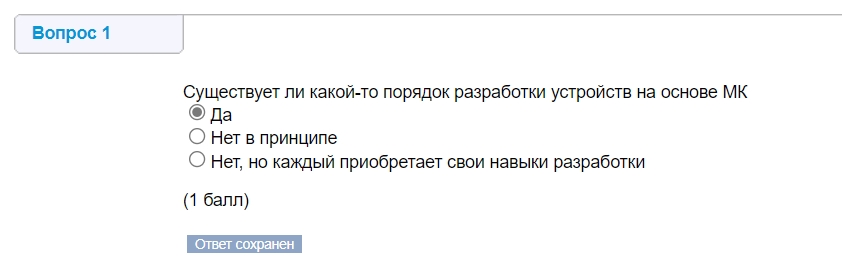 Вопрос 1
Существует ли какой-то порядок разработки устройств на основе МК
Да
Нет в принципе
Нет, но каждый приобретает свои навыки разработки
(1 балл)
Ответ сохранен